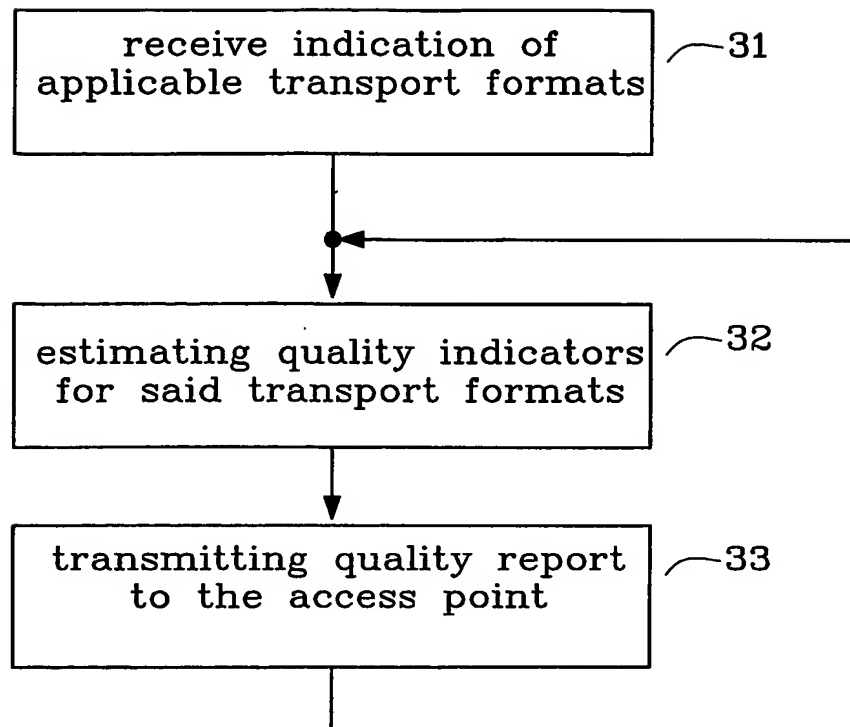 receive indication of
applicable transport formats
31
estimating quality indicators
for said transport formats
32
transmitting quality report
to the access point
33